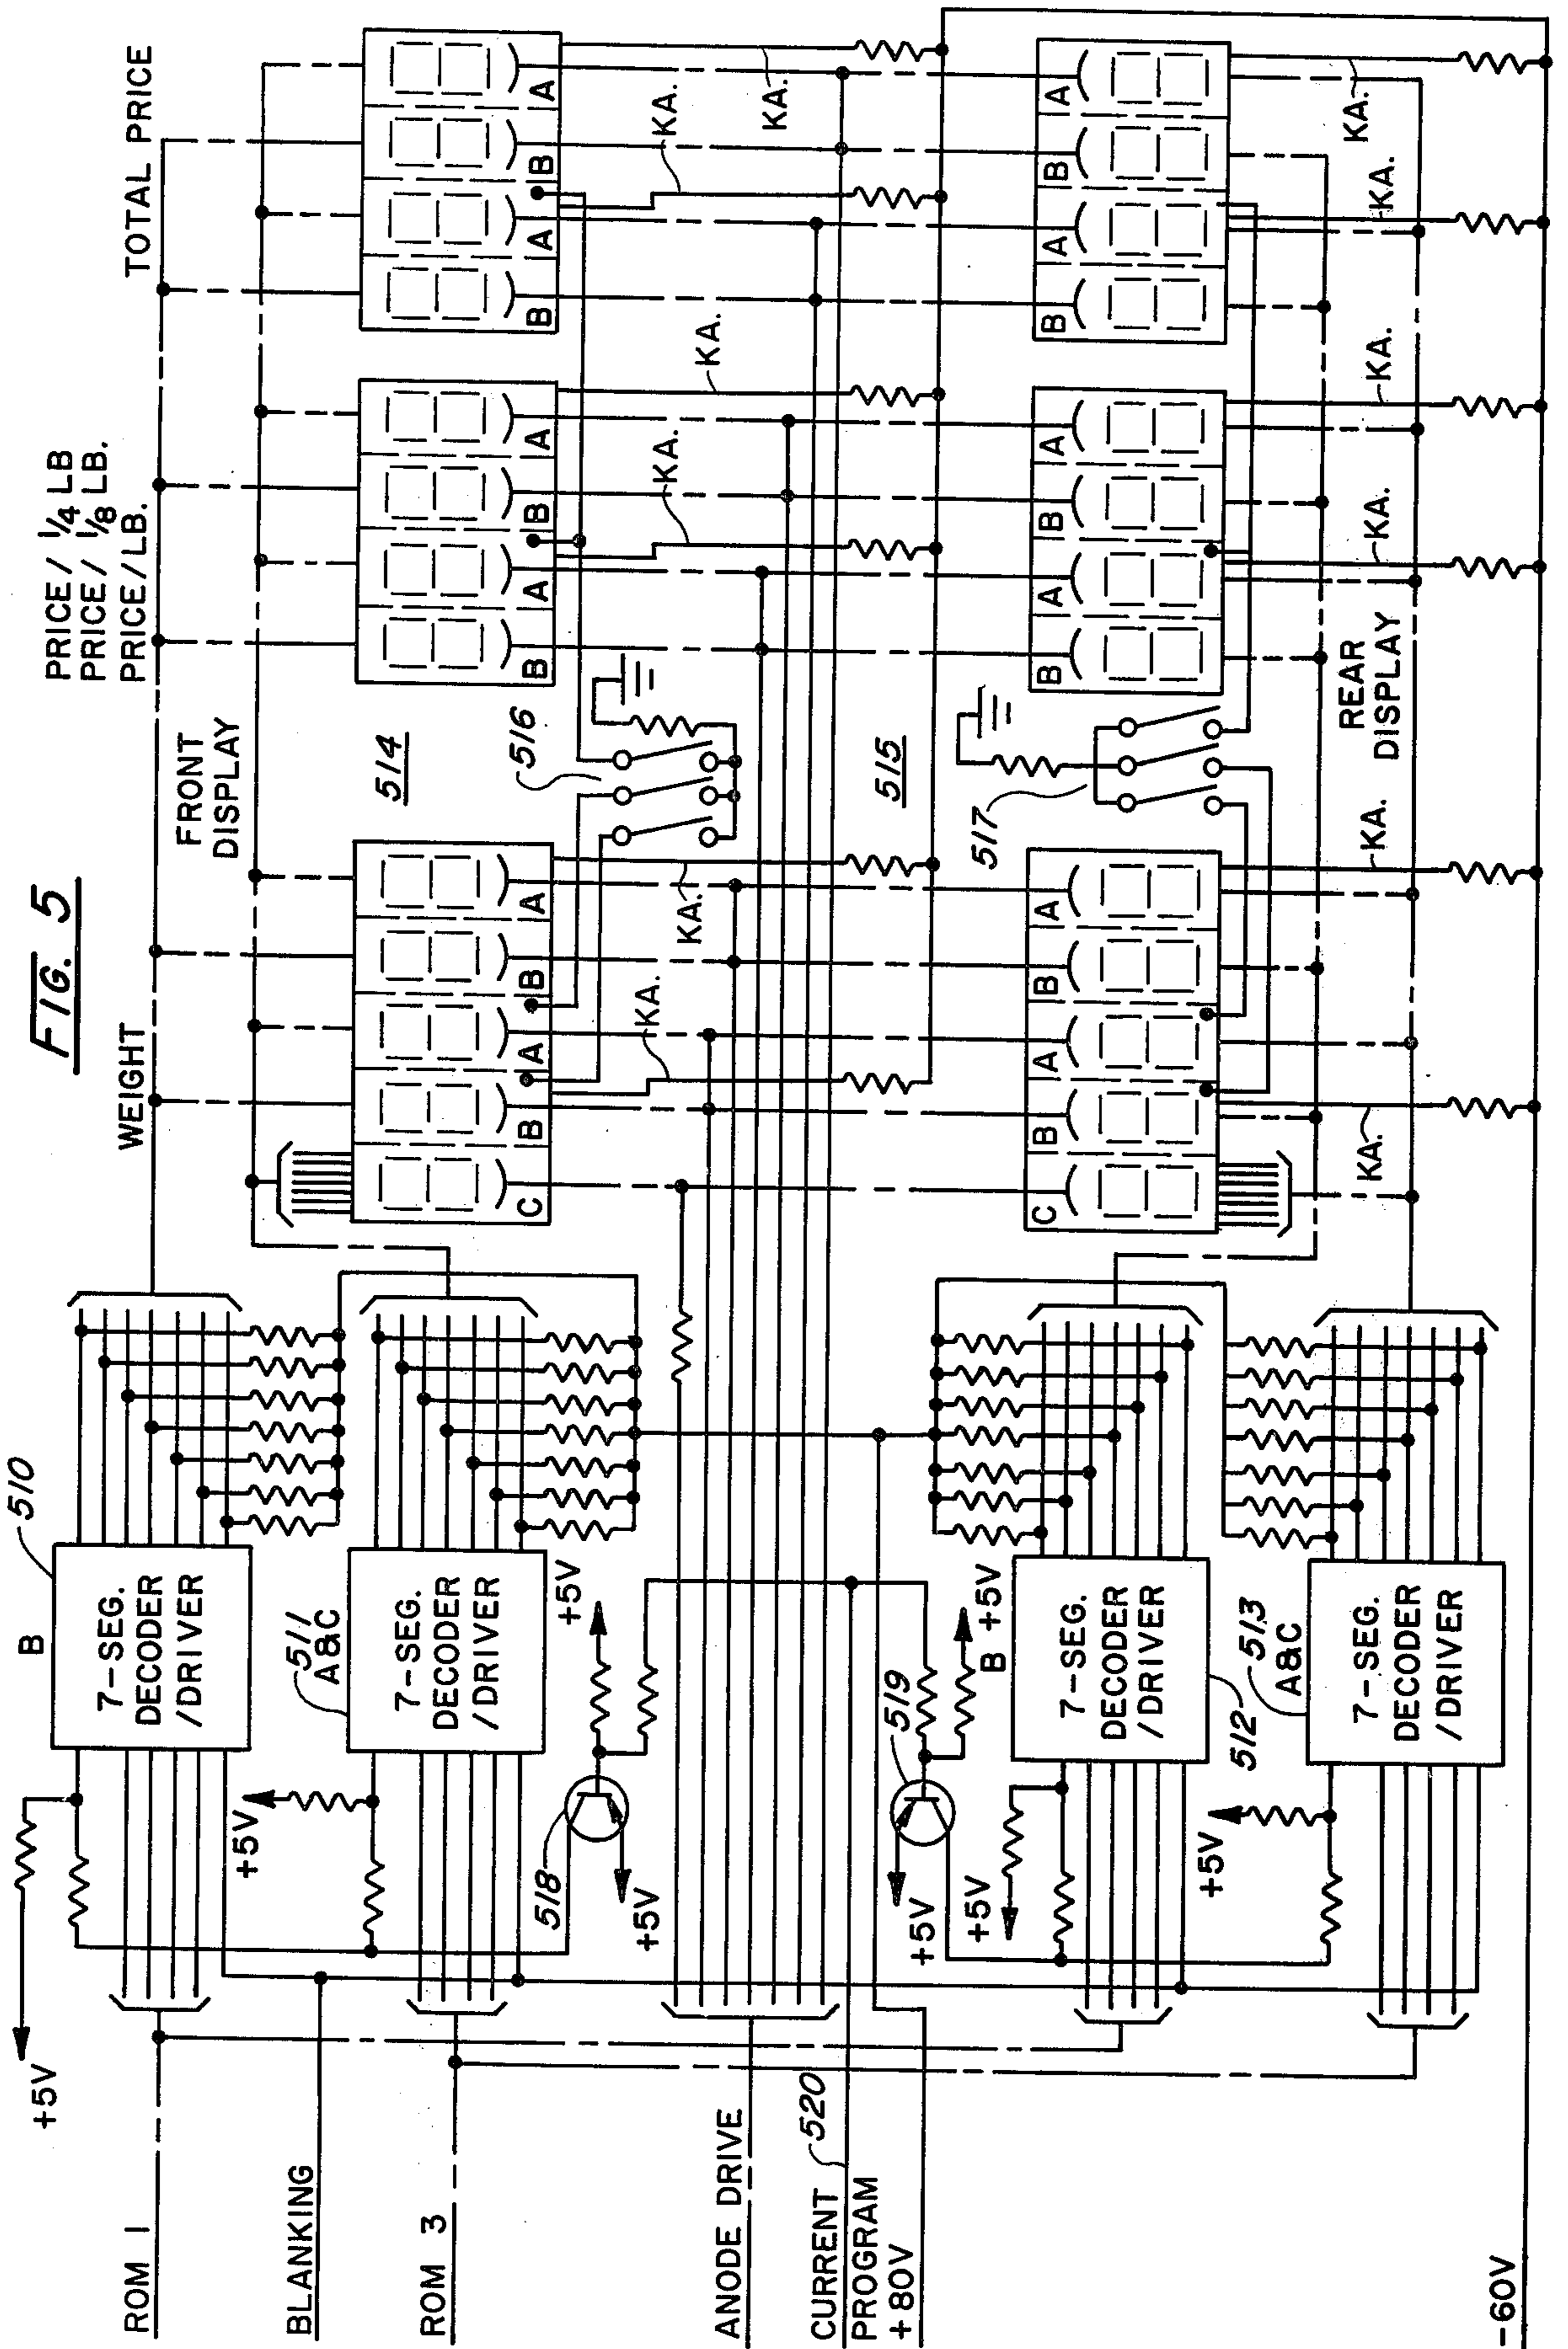 FIG. 5
TOTAL PRICE
PRICE / 1/4 LB
PRICE / 1/8 LB.
PRICE/LB.
WEIGHT
FRONT
DISPLAY
514
516
515
517
REAR
DISPLAY
A
B
A
B
A
B
A
B
A
B
A
B
C
KA.
KA.
KA.
KA.
KA.
KA.
KA.
A
B
A
B
A
B
A
B
A
B
A
B
C
KA.
KA.
KA.
KA.
KA.
KA.
B
510
7-SEG.
DECODER
/DRIVER
511
A&C
7-SEG.
DECODER
/DRIVER
+5V
+5V
+5V
518
+5V
519
+5V
+5V
B
+5V
7-SEG.
DECODER
/DRIVER
512
513
A&C
7-SEG.
DECODER
/DRIVER
+5V
ROM 1
BLANKING
ROM 3
ANODE DRIVE
CURRENT 520
PROGRAM
+80V
-60V